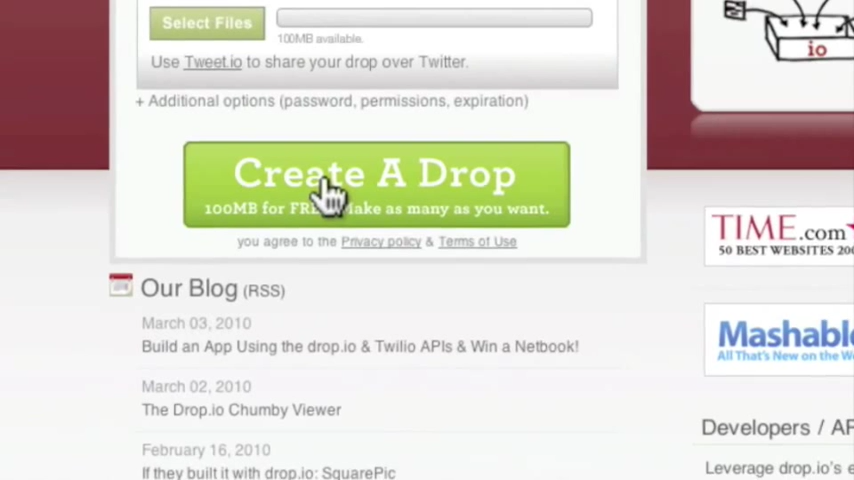 Select Files
100MB available.
io
Use Tweet.io to share your drop over Twitter.
+ Additional options (password, permissions, expiration)
Create A Drop
100MB for FRE Make as many as you want.
you agree to the Privacy policy & Terms of Use
TIME.com
50 BEST WEBSITES 200
Our Blog (RSS)
March 03, 2010
Build an App Using the drop.io & Twilio APIs & Win a Netbook!
Mashable
All That's New on the W
March 02, 2010
The Drop.io Chumby Viewer
Developers / AP
February 16, 2010
If they built it with drop.io: SquarePic
Leverage drop.io's e